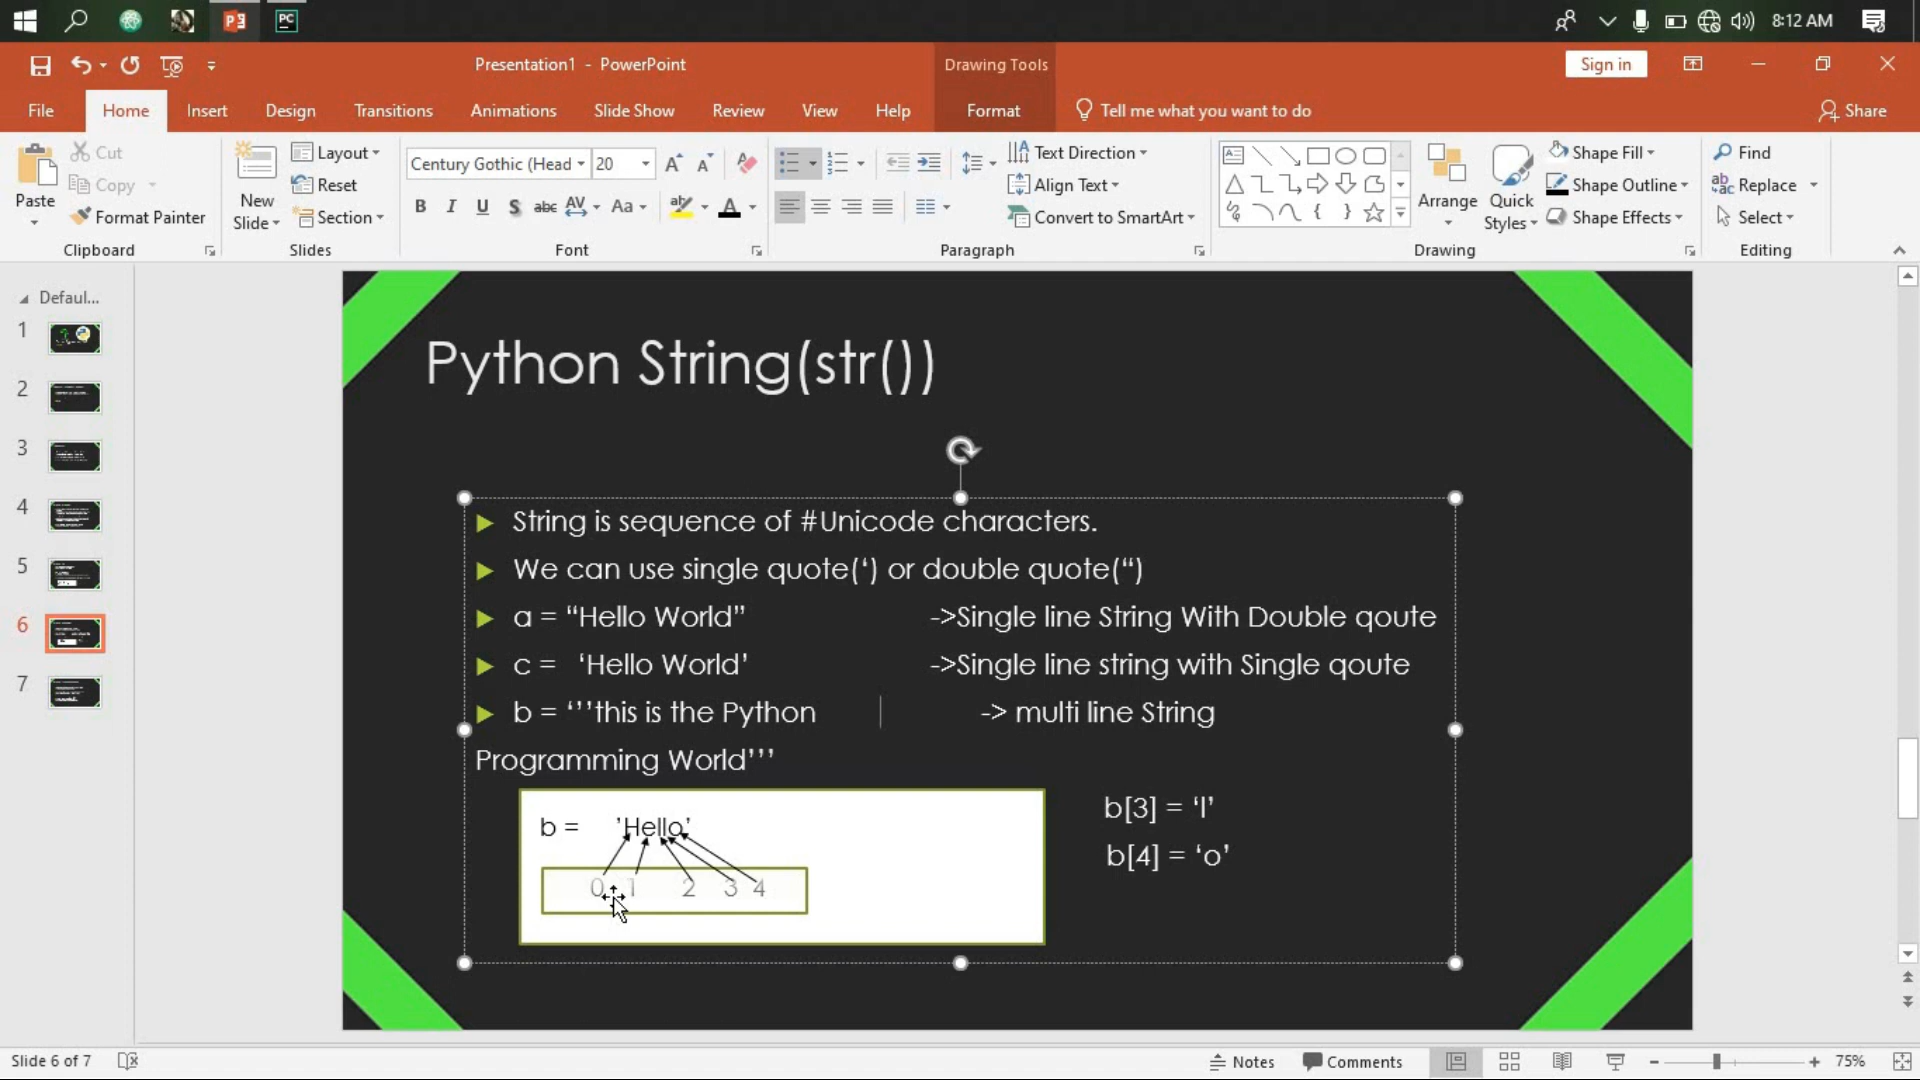 P3 PC 8:12 AM
Presentation1 - PowerPoint Drawing Tools Sign in
File Home Insert Design Transitions Animations Slide Show Review View Help Format Tell me what you want to do Share
Paste Cut Copy Format Painter
Clipboard
New Slide Layout Reset Section
Slides
Century Gothic (Head 20
B I U S abc AV Aa A
Font
Paragraph
Text Direction
Align Text
Convert to SmartArt
Arrange Quick Styles
Shape Fill
Shape Outline
Shape Effects
Drawing
Find
Replace
Select
Editing
Defaul...
1
2
3
4
5
6
7
Python String(str())
String is sequence of #Unicode characters.
We can use single quote(‘) or double quote(“)
a = “Hello World” ->Single line String With Double qoute
c = ‘Hello World’ ->Single line string with Single qoute
b = ‘’’this is the Python -> multi line String
Programming World’’’
b = ’Hello’
0 1 2 3 4
b[3] = ‘l’
b[4] = ‘o’
Slide 6 of 7 Notes Comments 75%